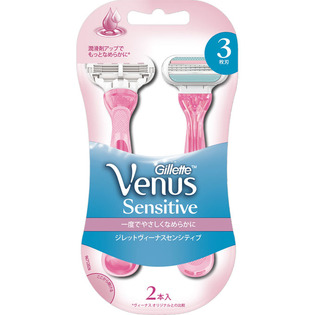 潤滑剤アップで
もっとなめらかに*
3
枚刃
Gillette™
Venus
Sensitive
一度でやさしくなめらかに
ジレットヴィーナスセンシティブ
2本入
*ヴィーナス オリジナルとの比較